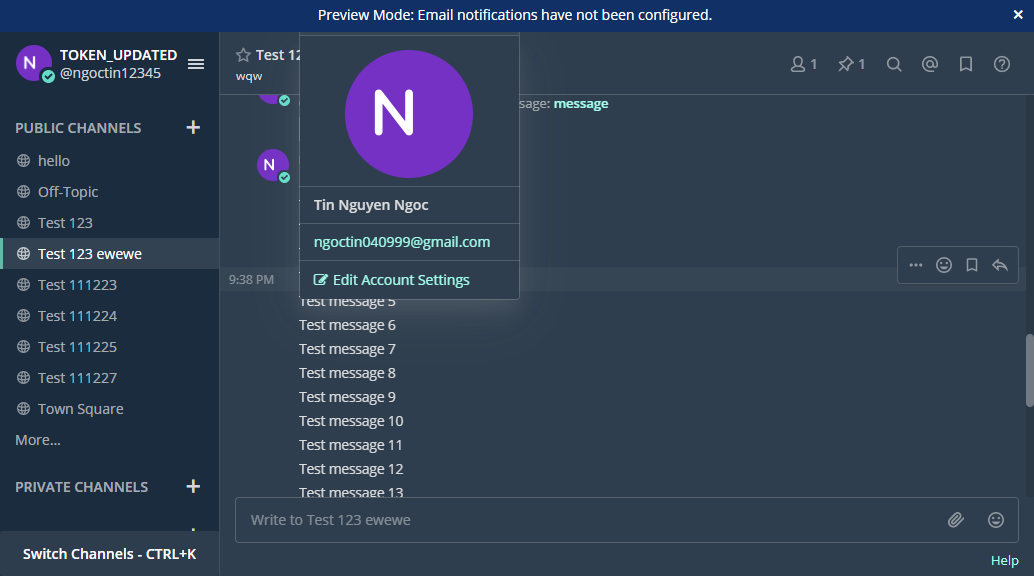 Preview Mode: Email notifications have not been configured.
N
TOKEN_UPDATED
@ngoctin12345
PUBLIC CHANNELS
hello
Off-Topic
Test 123
Test 123 ewewe
Test 111223
Test 111224
Test 111225
Test 111227
Town Square
More...
PRIVATE CHANNELS
Switch Channels - CTRL+K
Test 12
wqw
1
1
sage: message
N
N
Tin Nguyen Ngoc
ngoctin040999@gmail.com
Edit Account Settings
9:38 PM
Test message 5
Test message 6
Test message 7
Test message 8
Test message 9
Test message 10
Test message 11
Test message 12
Test message 13
Write to Test 123 ewewe
Help